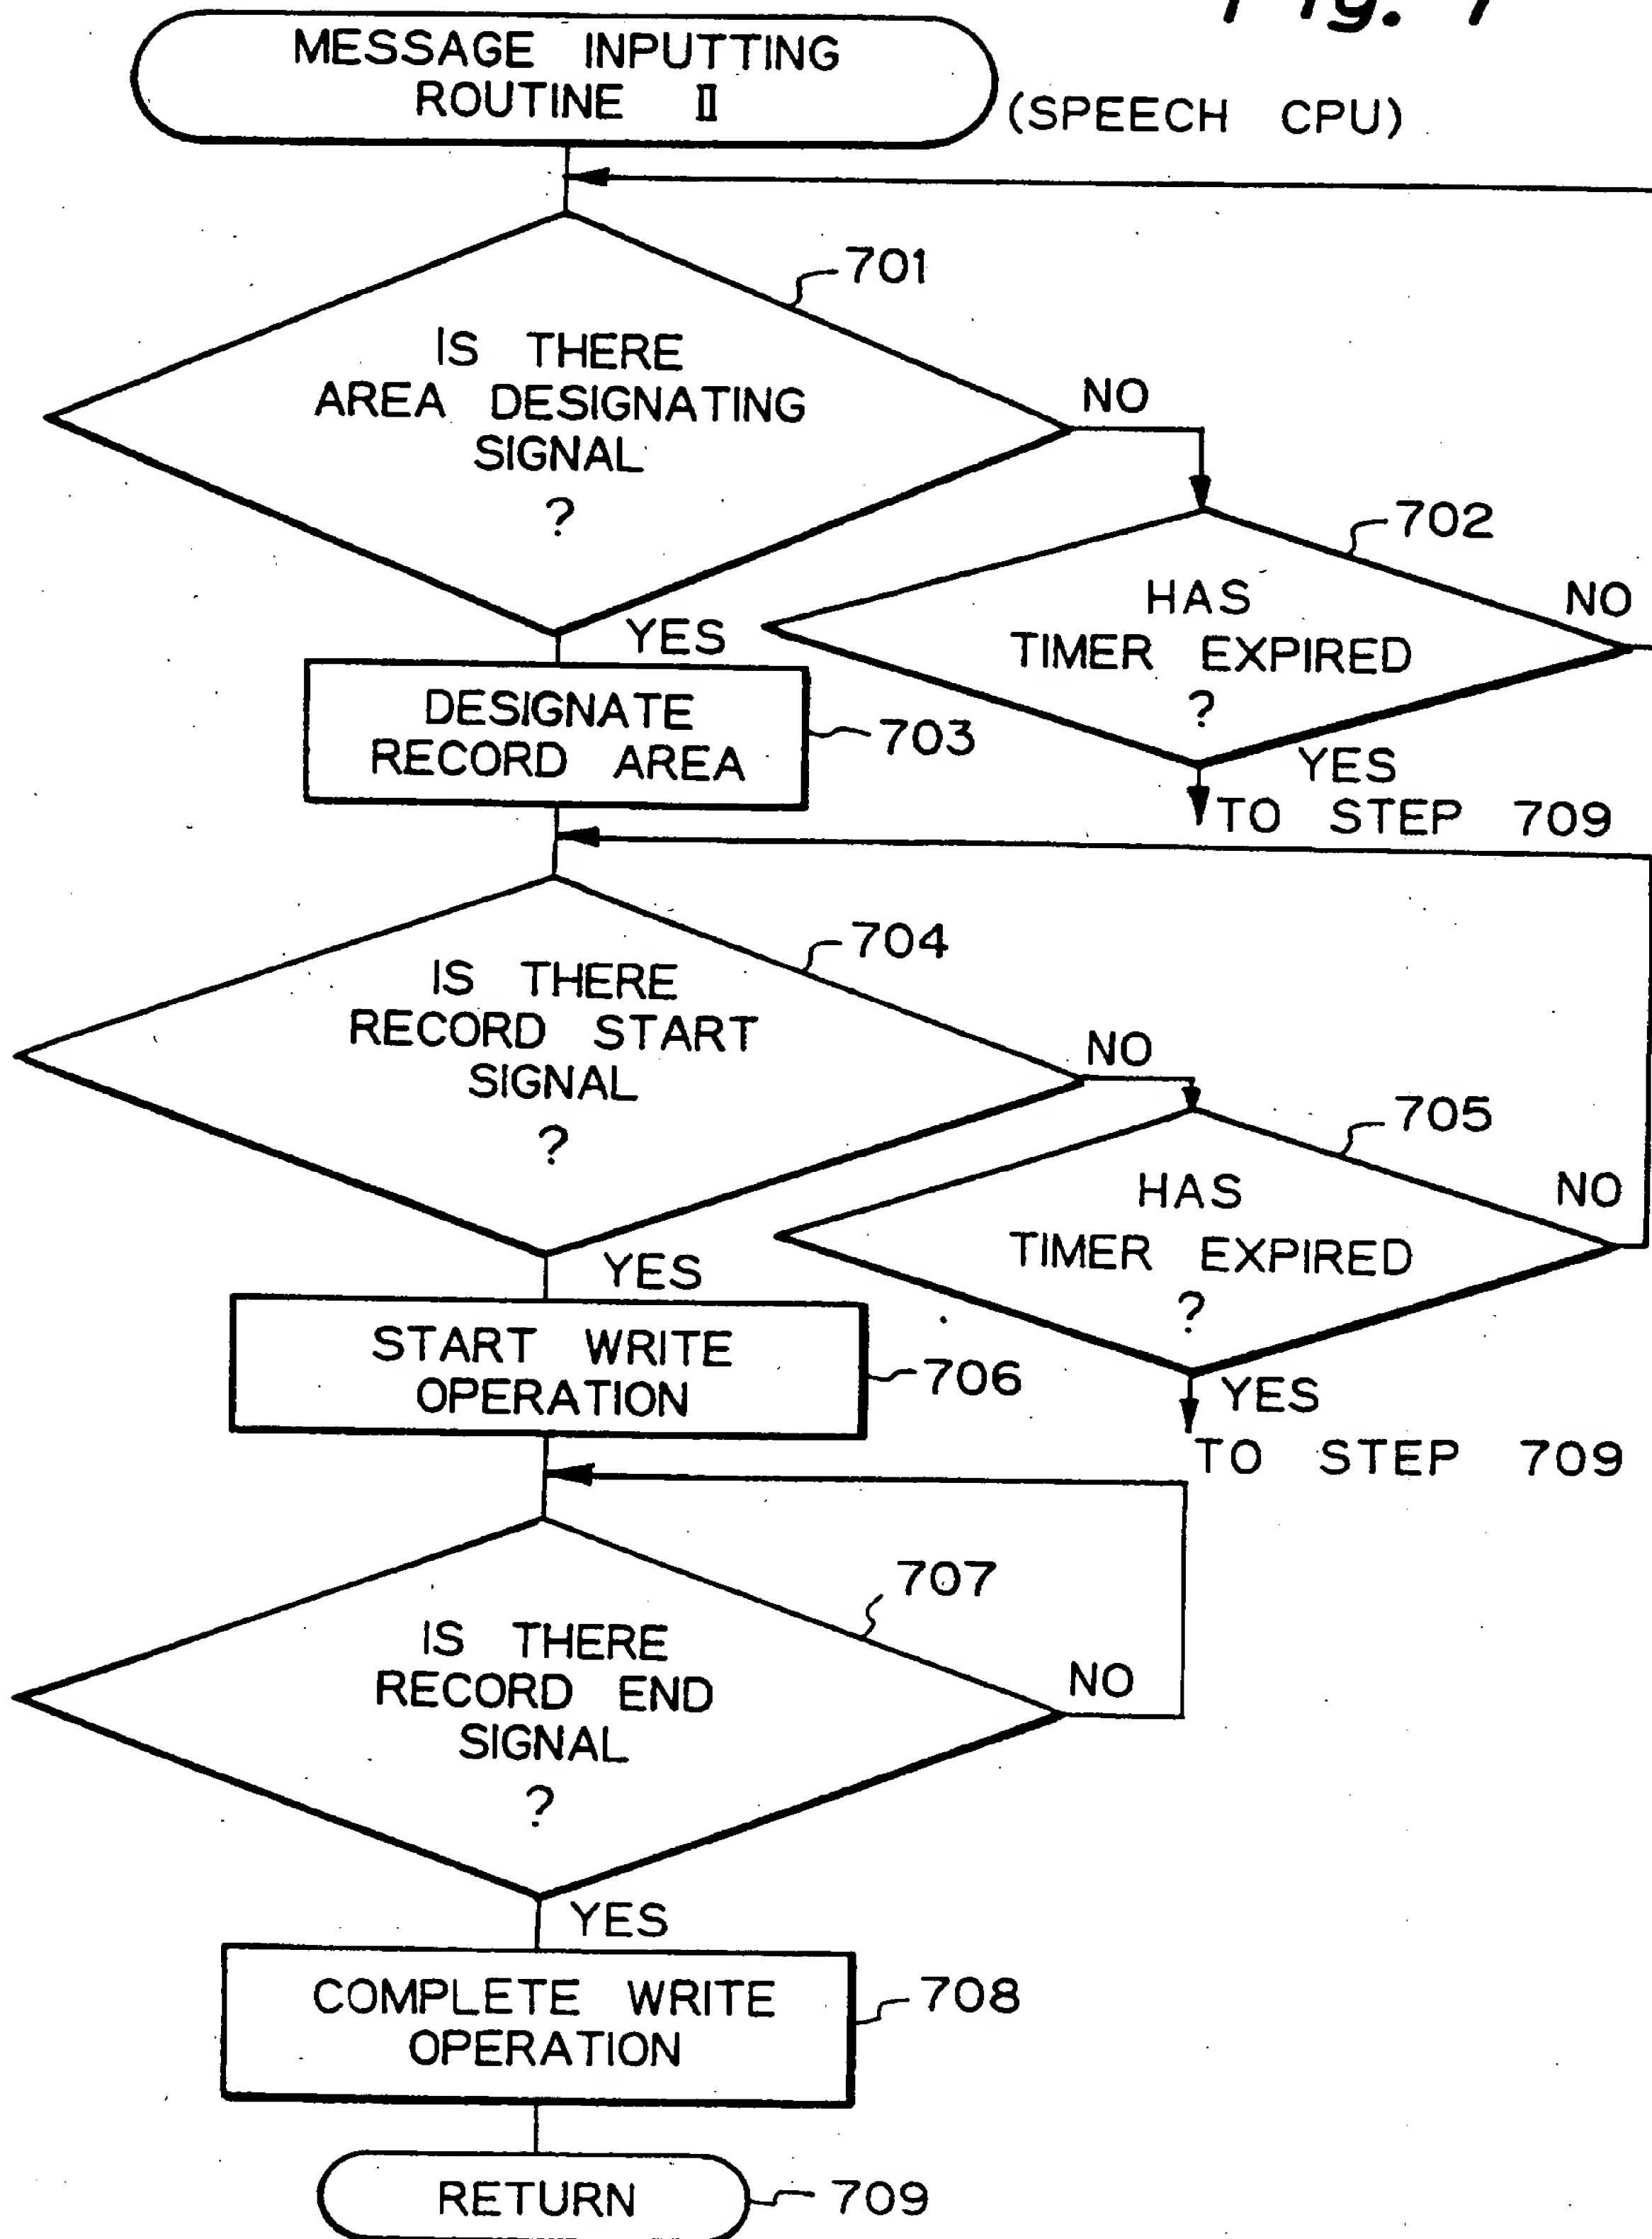 Fig. 7
MESSAGE INPUTTING
ROUTINE II
(SPEECH CPU)
701
IS THERE
AREA DESIGNATING
SIGNAL
?
NO
702
HAS
TIMER EXPIRED
?
NO
YES
TO STEP 709
YES
DESIGNATE
RECORD AREA
703
704
IS THERE
RECORD START
SIGNAL
?
NO
705
HAS
TIMER EXPIRED
?
NO
YES
TO STEP 709
YES
START WRITE
OPERATION
706
707
IS THERE
RECORD END
SIGNAL
?
NO
YES
COMPLETE WRITE
OPERATION
708
RETURN
709